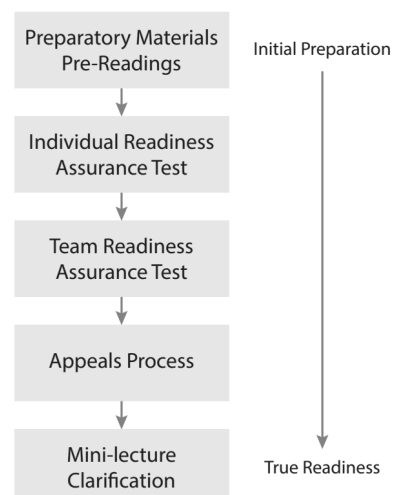 Preparatory Materials
Pre-Readings
Initial Preparation
Individual Readiness
Assurance Test
Team Readiness
Assurance Test
Appeals Process
Mini-lecture
Clarification
True Readiness